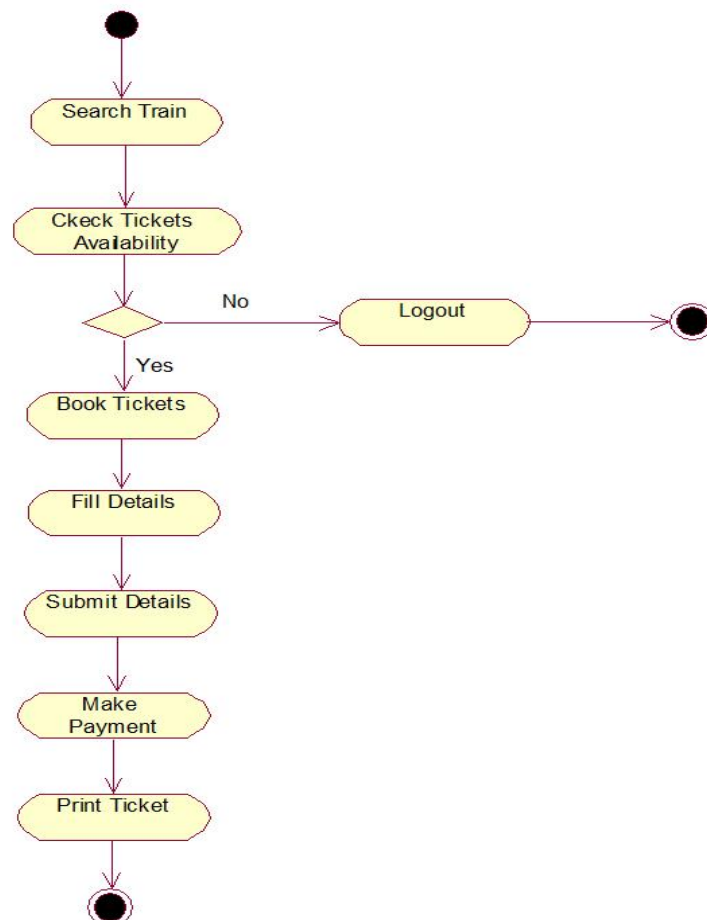 Search Train
Ckeck Tickets
Availability
No
Logout
Yes
Book Tickets
Fill Details
Submit Details
Make
Payment
Print Ticket